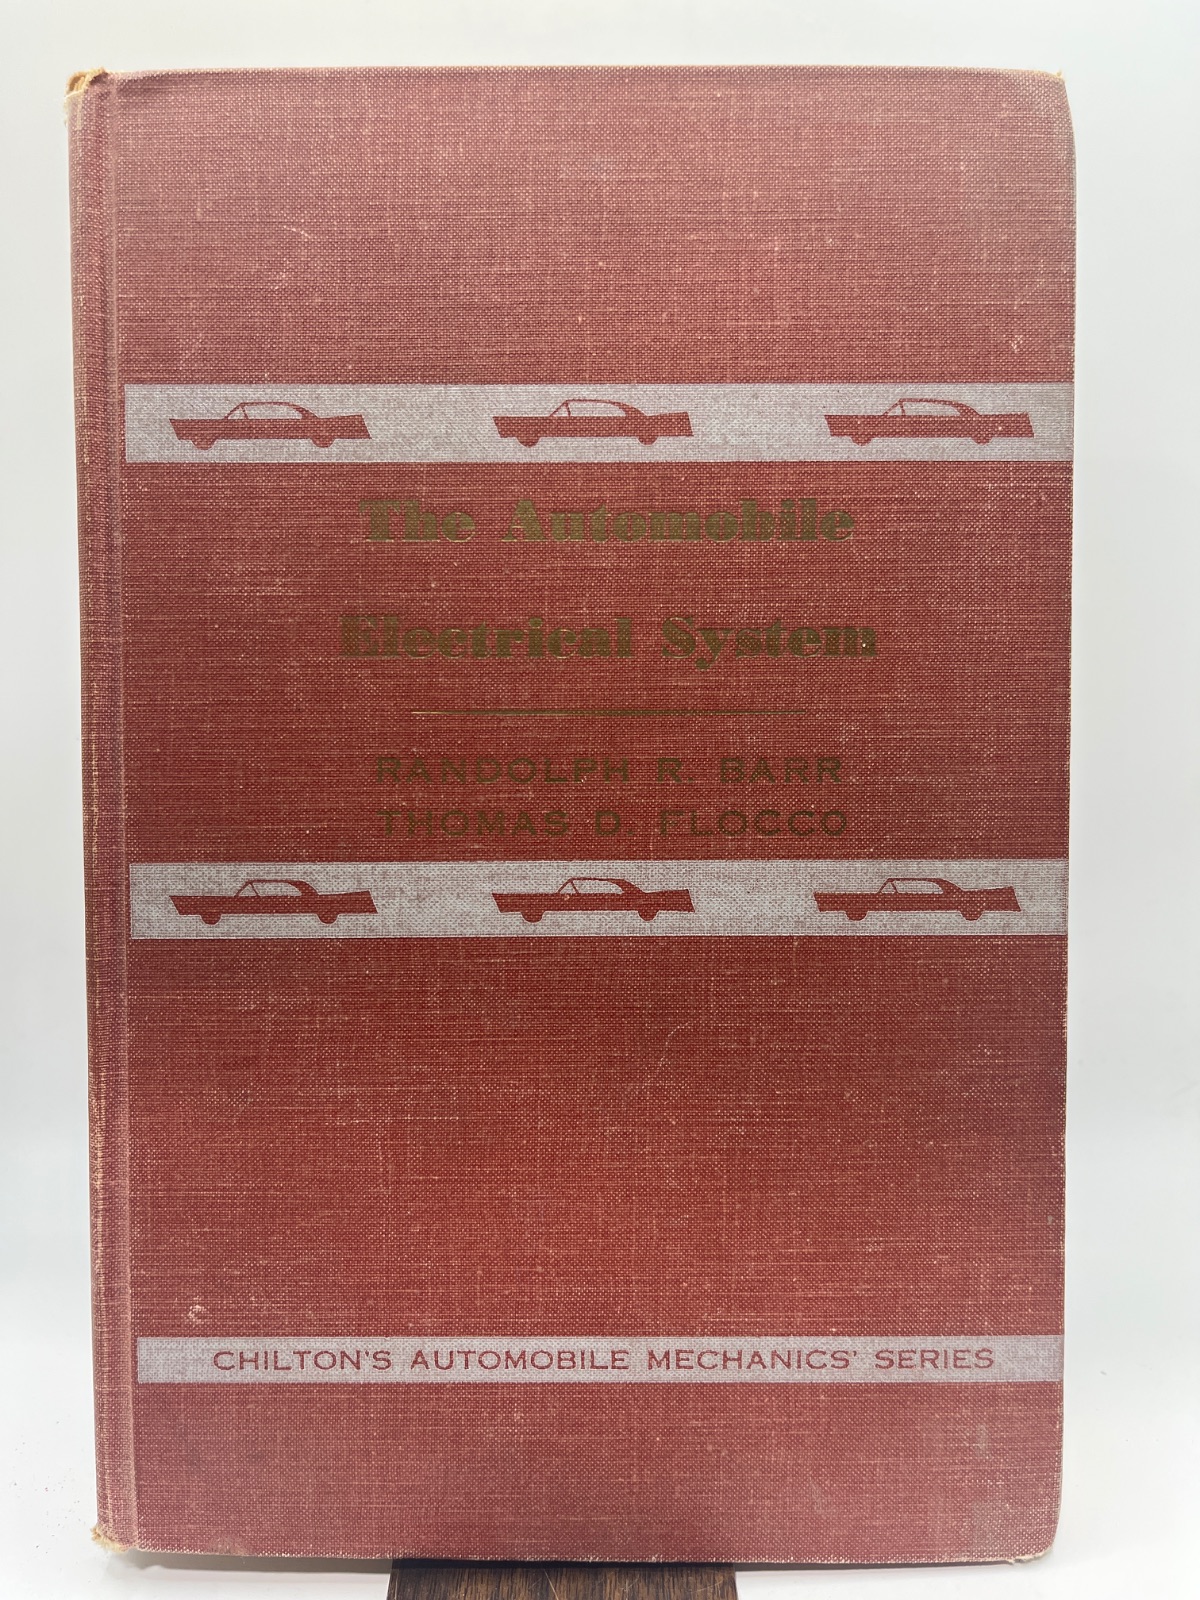 The Automobile
Electrical System
RANDOLPH R. BARR
THOMAS D. FLOCCO
CHILTON'S AUTOMOBILE MECHANICS' SERIES